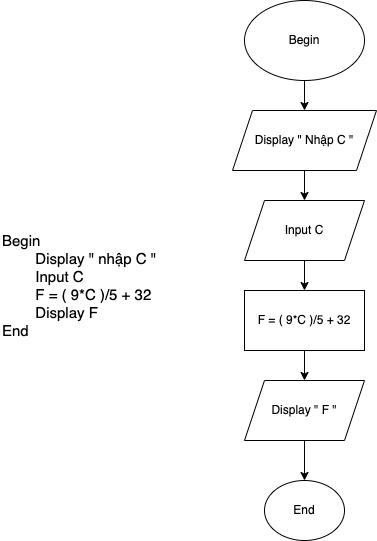 Begin
Display " nhập C "
Input C
F = ( 9*C )/5 + 32
Display F
End
Begin
Display " Nhập C "
Input C
F = ( 9*C )/5 + 32
Display " F "
End